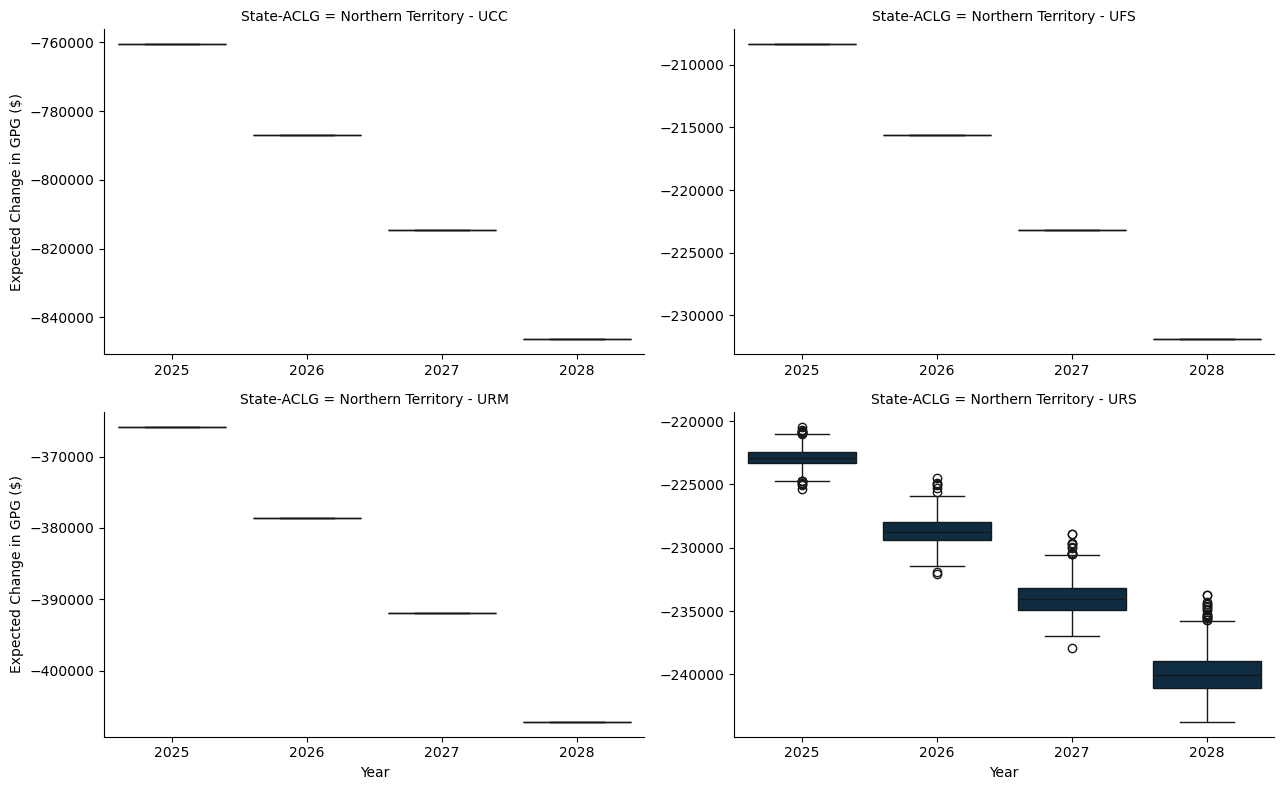 State-ACLG = Northern Territory - UCC
Expected Change in GPG ($)
−760000
−780000
−800000
−820000
−840000
2025 2026 2027 2028
State-ACLG = Northern Territory - UFS
−210000
−215000
−220000
−225000
−230000
2025 2026 2027 2028
State-ACLG = Northern Territory - URM
Expected Change in GPG ($)
−370000
−380000
−390000
−400000
2025 2026 2027 2028
Year
State-ACLG = Northern Territory - URS
−220000
−225000
−230000
−235000
−240000
2025 2026 2027 2028
Year